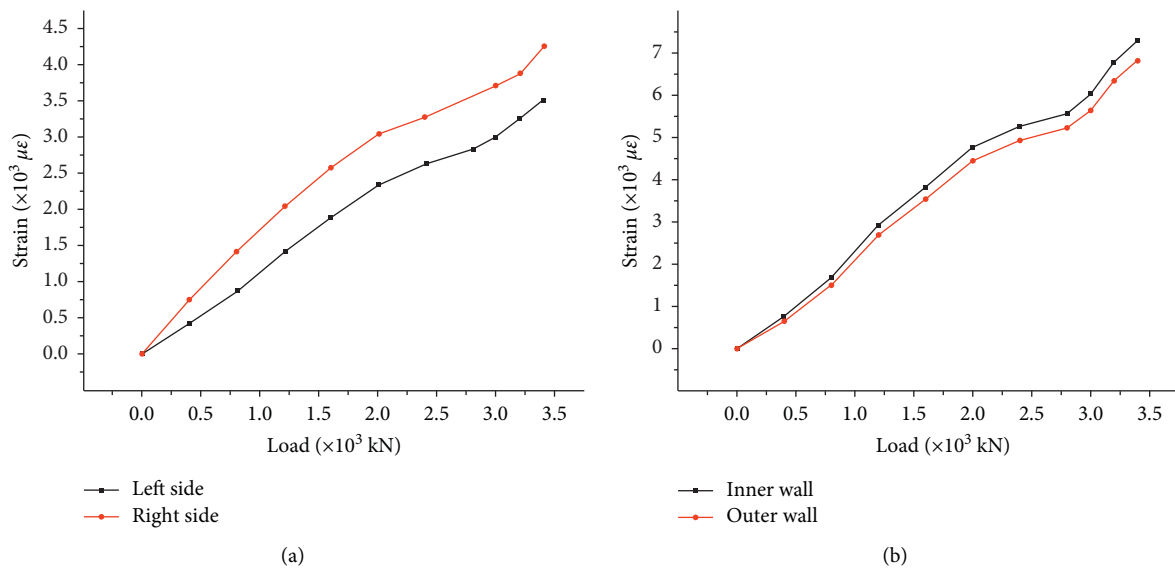 4.5
4.0
3.5
3.0
2.5
2.0
1.5
1.0
0.5
0.0
Strain (×10³ με)
0.0 0.5 1.0 1.5 2.0 2.5 3.0 3.5
Load (×10³ kN)
Left side
Right side
(a)
7
6
5
4
3
2
1
0
Strain (×10³ με)
0.0 0.5 1.0 1.5 2.0 2.5 3.0 3.5
Load (×10³ kN)
Inner wall
Outer wall
(b)